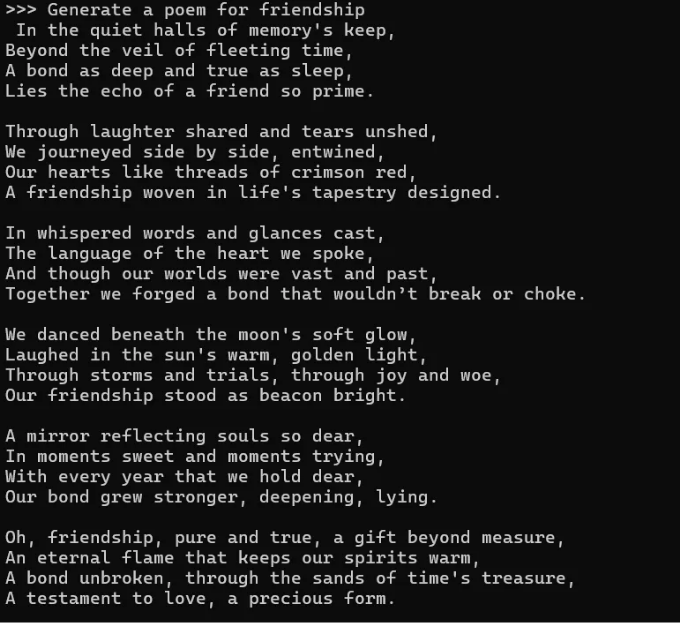 >>> Generate a poem for friendship
In the quiet halls of memory's keep,
Beyond the veil of fleeting time,
A bond as deep and true as sleep,
Lies the echo of a friend so prime.

Through laughter shared and tears unshed,
We journeyed side by side, entwined,
Our hearts like threads of crimson red,
A friendship woven in life's tapestry designed.

In whispered words and glances cast,
The language of the heart we spoke,
And though our worlds were vast and past,
Together we forged a bond that wouldn’t break or choke.

We danced beneath the moon's soft glow,
Laughed in the sun's warm, golden light,
Through storms and trials, through joy and woe,
Our friendship stood as beacon bright.

A mirror reflecting souls so dear,
In moments sweet and moments trying,
With every year that we hold dear,
Our bond grew stronger, deepening, lying.

Oh, friendship, pure and true, a gift beyond measure,
An eternal flame that keeps our spirits warm,
A bond unbroken, through the sands of time's treasure,
A testament to love, a precious form.